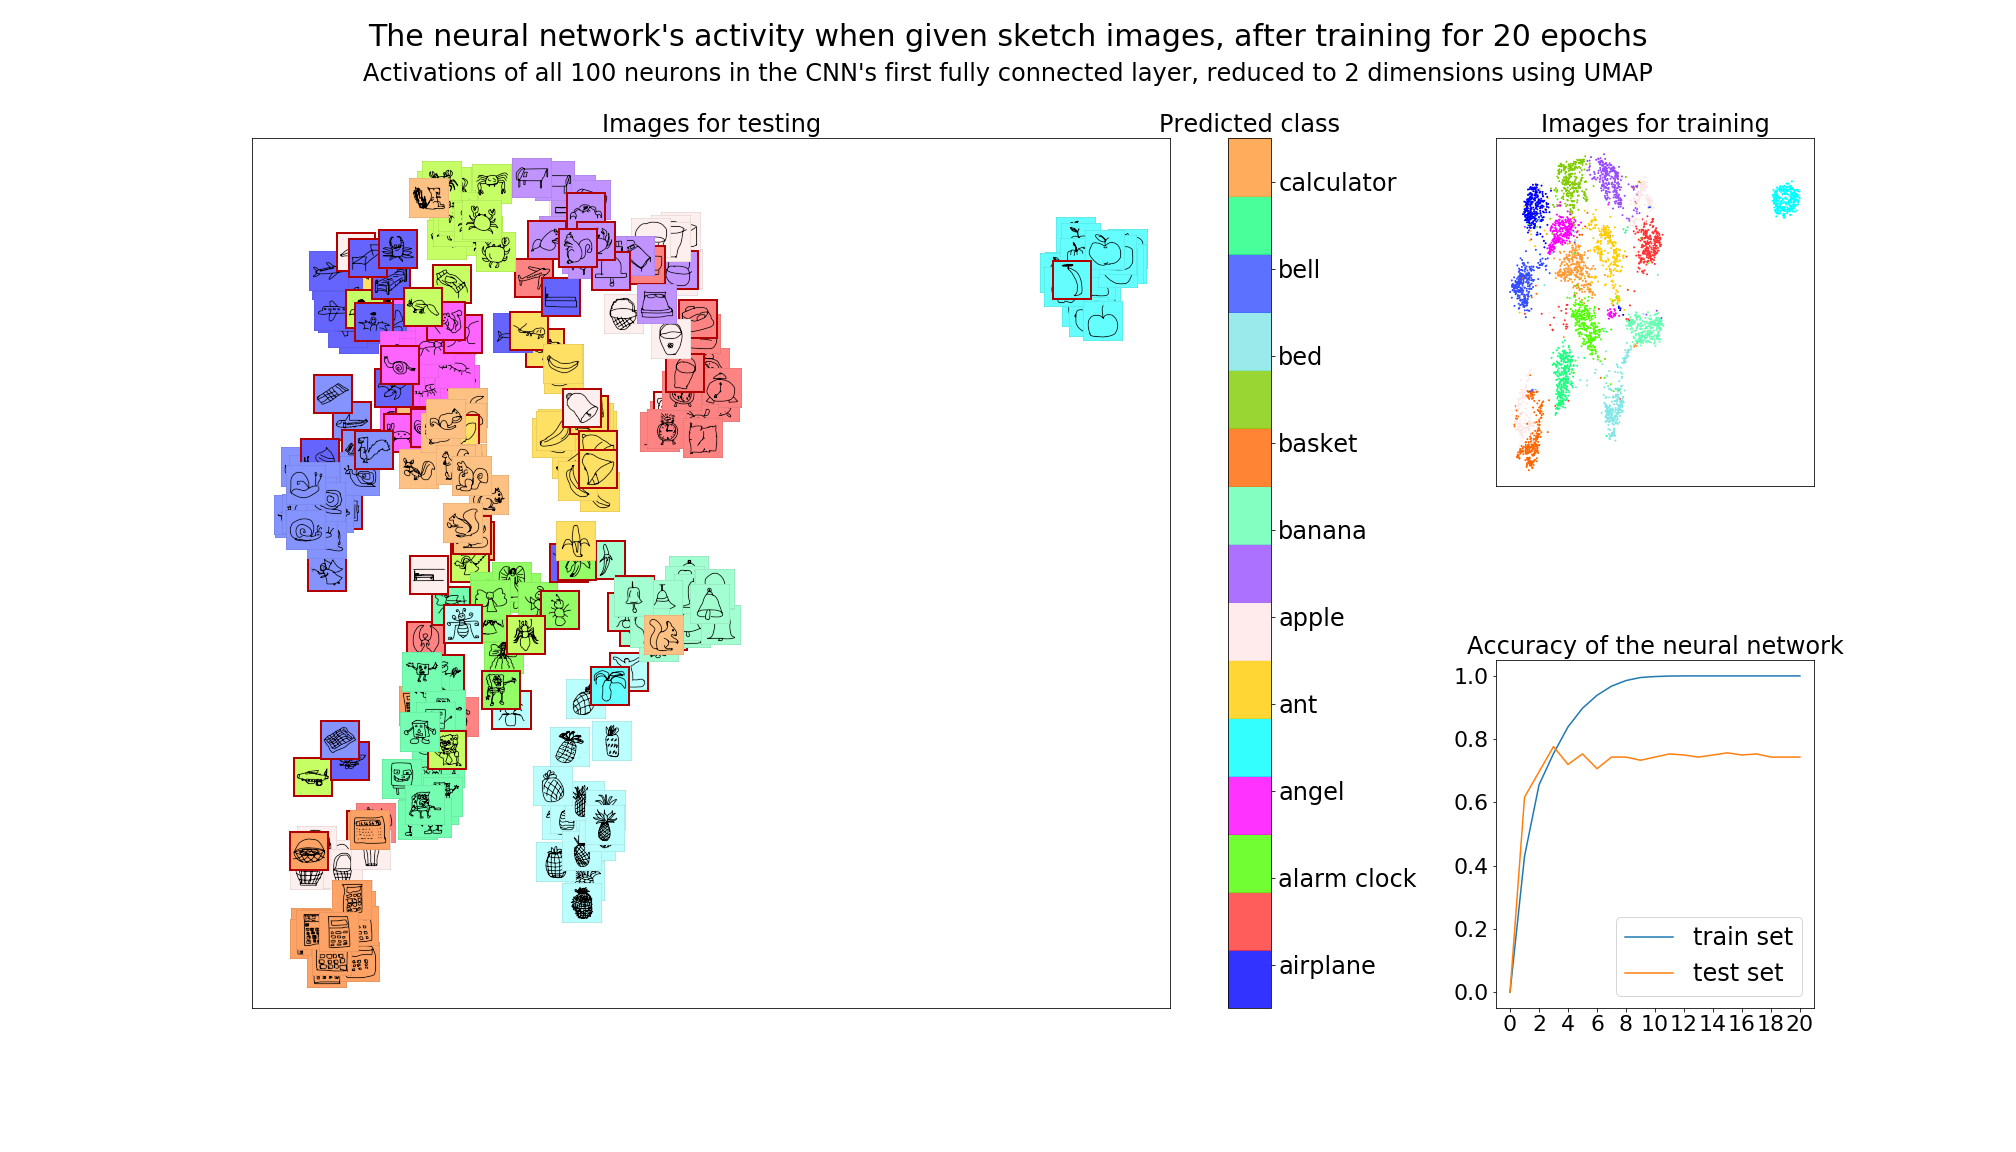 The neural network's activity when given sketch images, after training for 20 epochs
Activations of all 100 neurons in the CNN's first fully connected layer, reduced to 2 dimensions using UMAP
Images for testing
Predicted class
calculator
bell
bed
basket
banana
apple
ant
angel
alarm clock
airplane
Images for training
Accuracy of the neural network
1.0
0.8
0.6
0.4
0.2
0.0
train set
test set
0 2 4 6 8 10 12 14 16 18 20